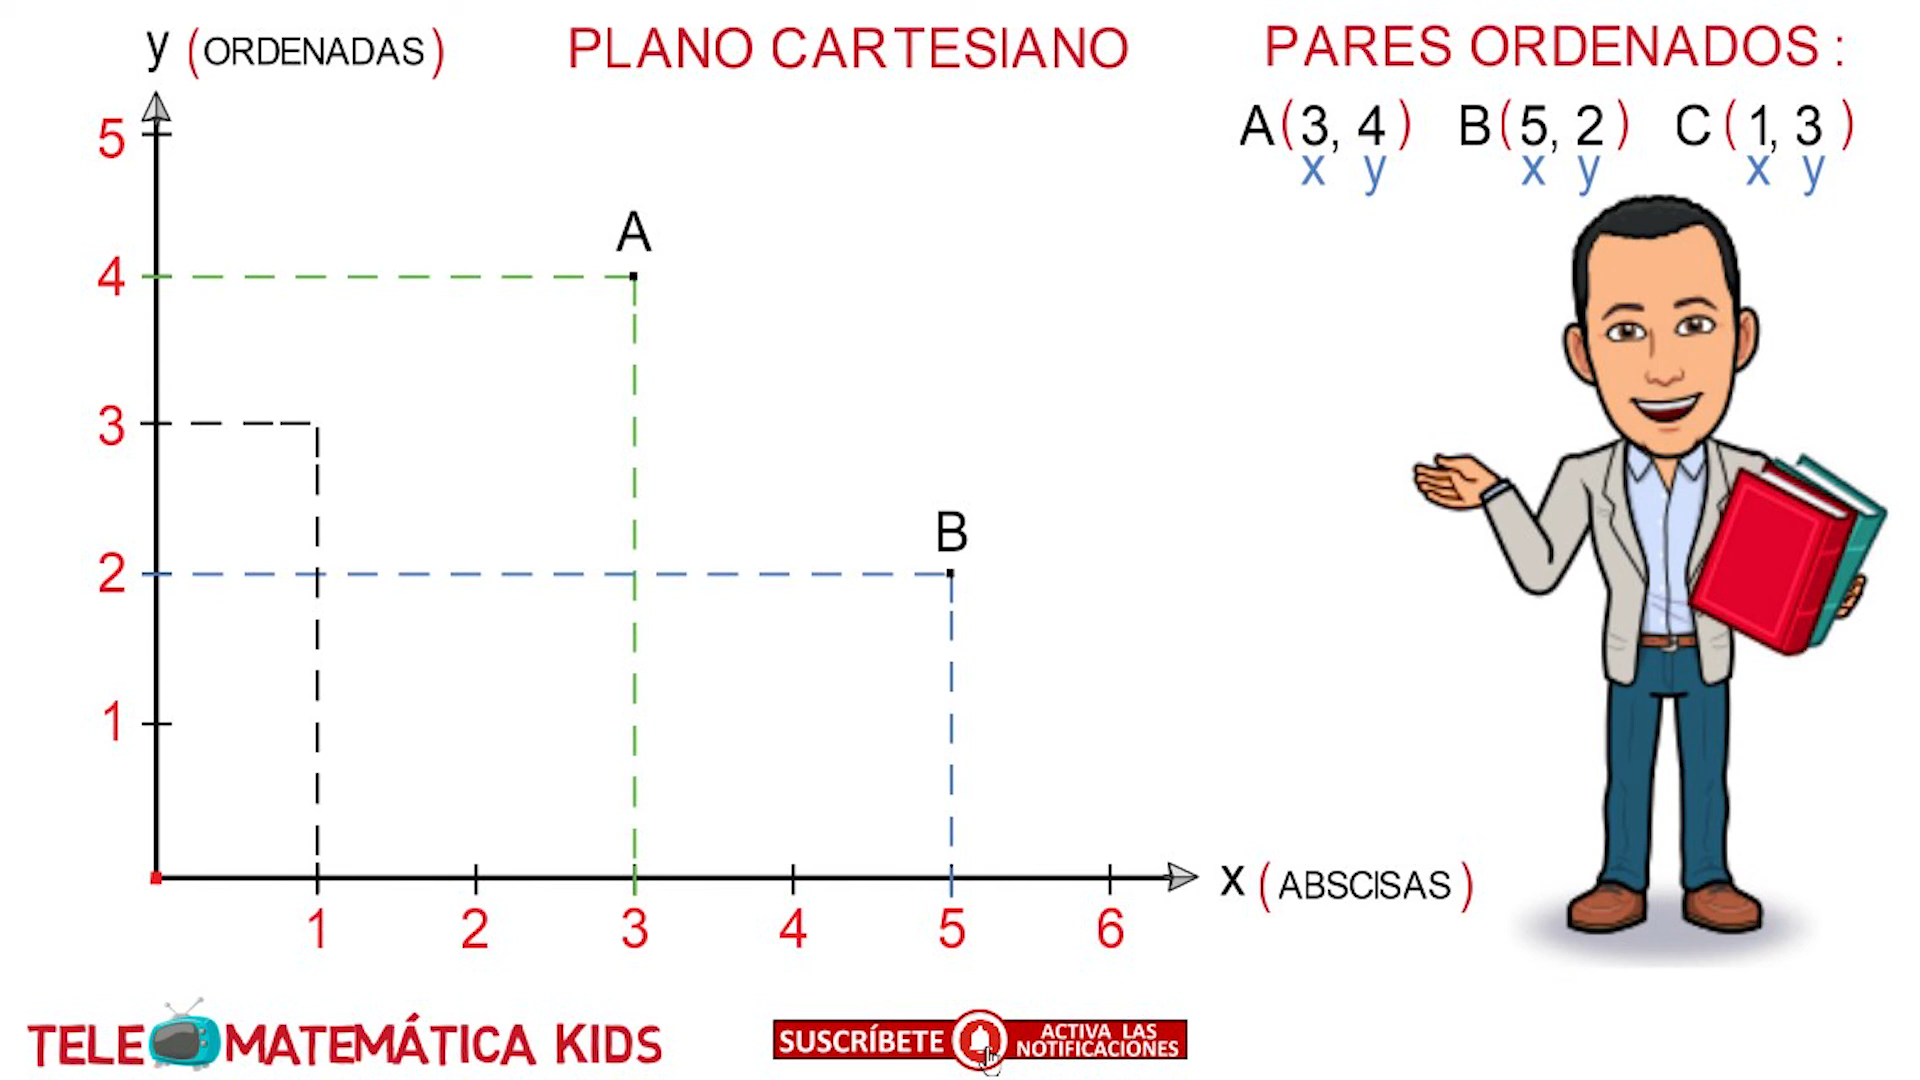 y (ORDENADAS)
PLANO CARTESIANO
PARES ORDENADOS :
A(3, 4) B(5, 2) C(1, 3)
x y x y x y
5
A
4
3
B
2
1
x (ABSCISAS)
1 2 3 4 5 6
TELEMATEMÁTICA KIDS
SUSCRÍBETE
ACTIVA LAS
NOTIFICACIONES